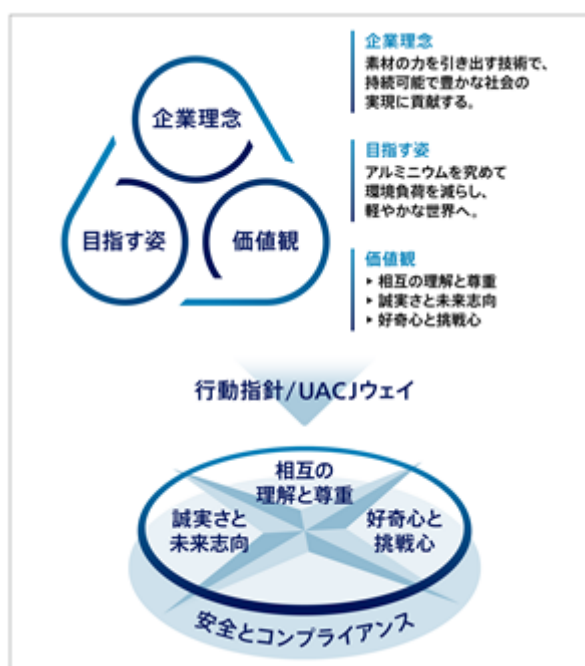 企業理念
目指す姿
価値観
企業理念
素材の力を引き出す技術で、
持続可能で豊かな社会の
実現に貢献する。
目指す姿
アルミニウムを究めて
環境負荷を減らし、
軽やかな世界へ。
価値観
▸ 相互の理解と尊重
▸ 誠実さと未来志向
▸ 好奇心と挑戦心
行動指針/UACJウェイ
相互の
理解と尊重
誠実さと
未来志向
好奇心と
挑戦心
安全とコンプライアンス